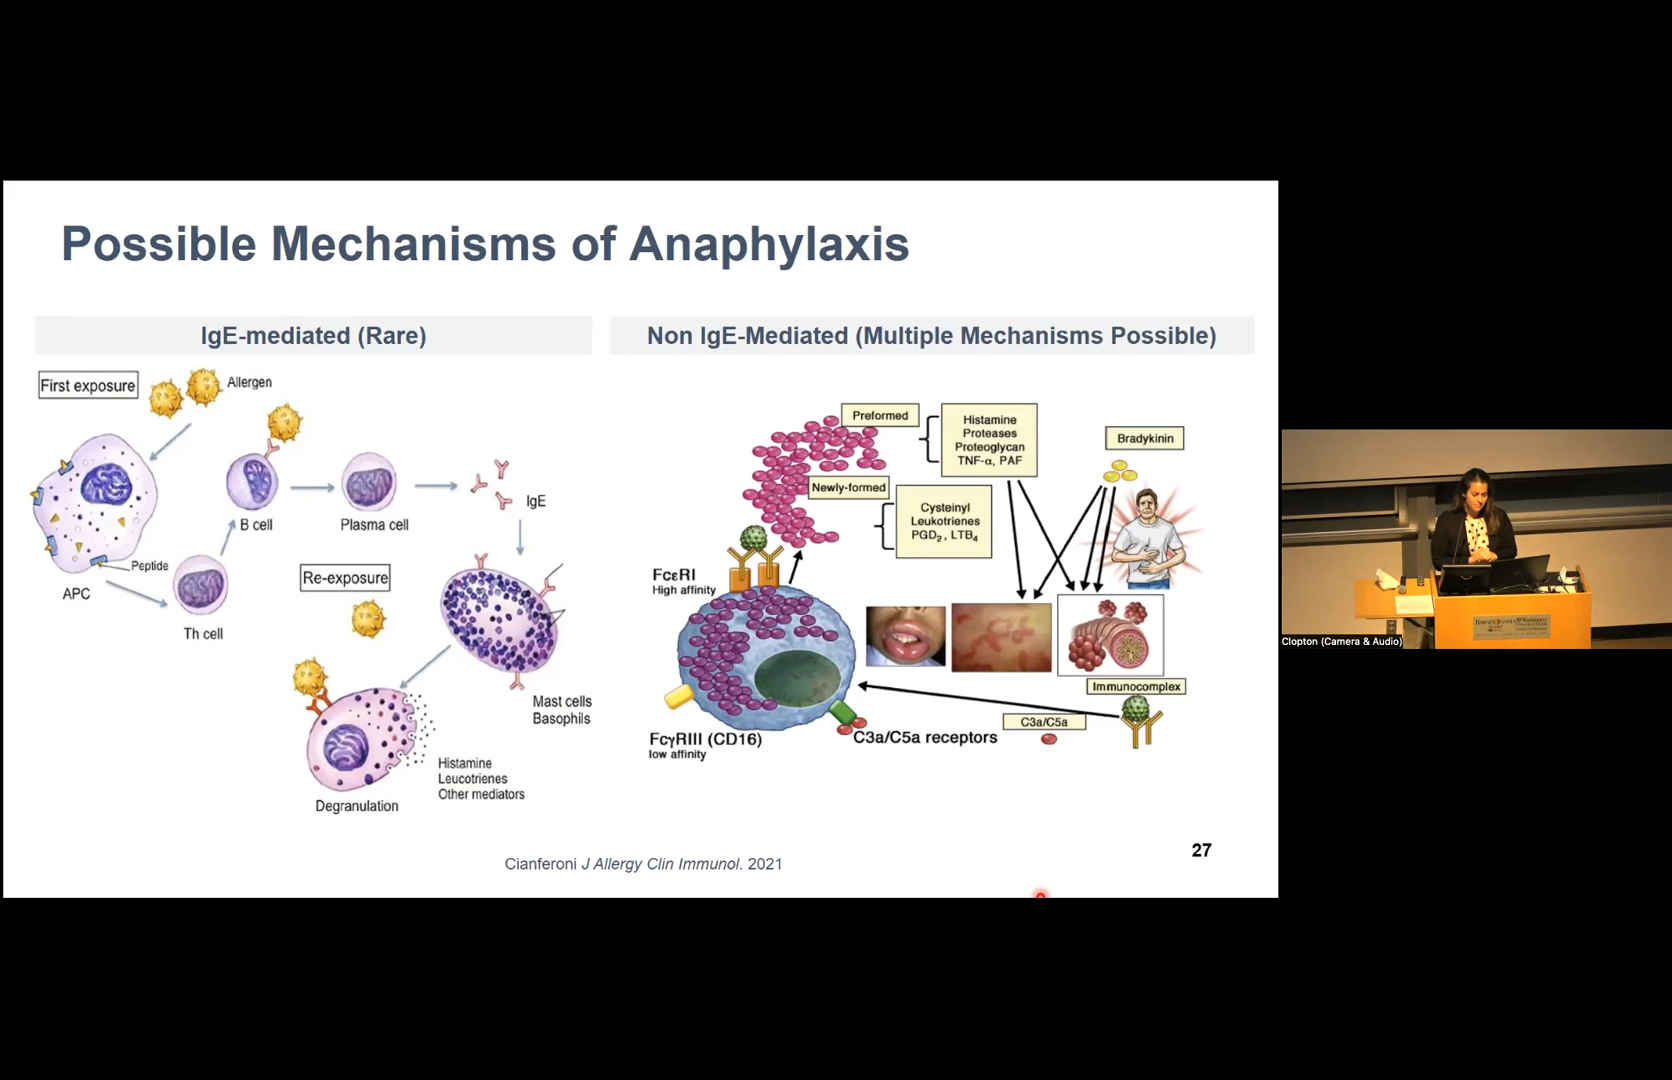 Possible Mechanisms of Anaphylaxis
IgE-mediated (Rare)
First exposure
Allergen
B cell
Plasma cell
IgE
Peptide
APC
Th cell
Re-exposure
Mast cells
Basophils
Histamine
Leucotrienes
Other mediators
Degranulation
Non IgE-Mediated (Multiple Mechanisms Possible)
Preformed
Histamine
Proteases
Proteoglycan
TNF-α, PAF
Bradykinin
Newly-formed
Cysteinyl
Leukotrienes
PGD₂, LTB₄
FcεRI
High affinity
Immunocomplex
C3a/C5a
FcγRIII (CD16)
low affinity
C3a/C5a receptors
Cianferoni J Allergy Clin Immunol. 2021
27
Clopton (Camera & Audio)